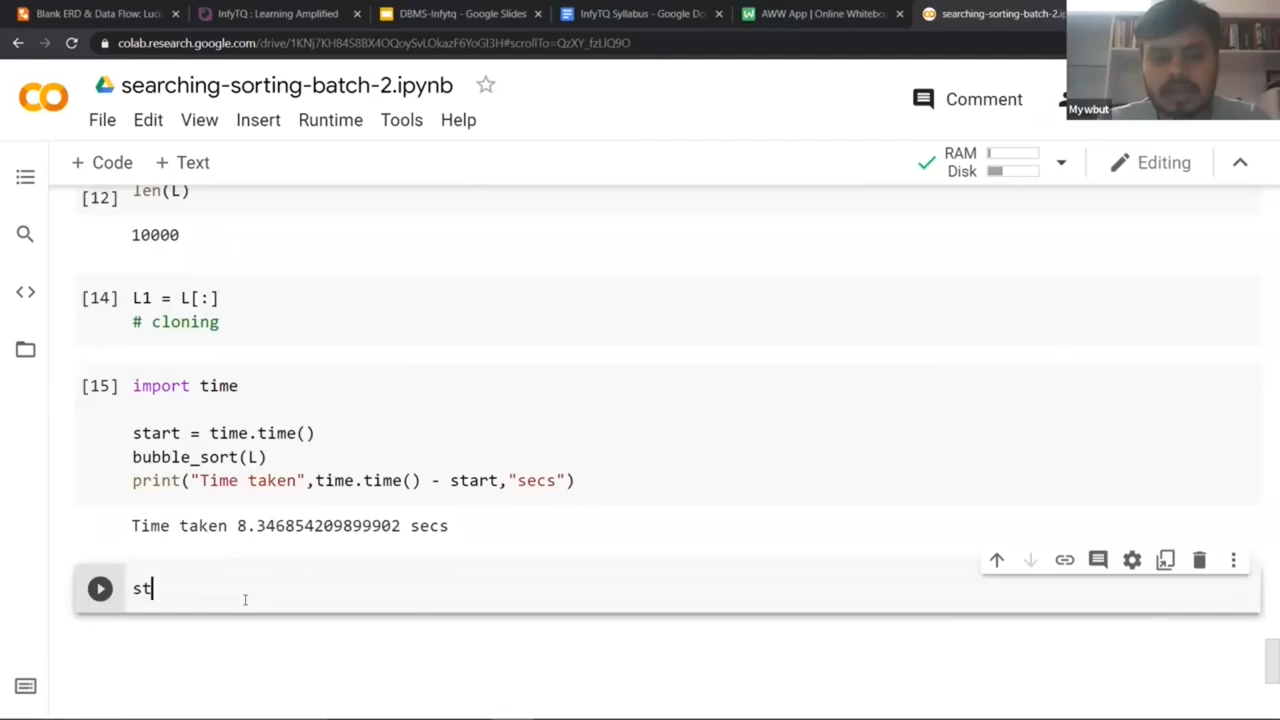 Blank ERD & Data Flow: Luc
InfyTQ : Learning Amplified
DBMS-Infytq - Google Slides
InfyTQ Syllabus - Google Do
AWW App | Online Whitebo
searching-sorting-batch-2.ip
colab.research.google.com/drive/1KNj7KH84S8BX4OQoySvLOkazF6YoGI3H#scrollTo=QzXY_fzLlQ9O
Mywbut
CO
searching-sorting-batch-2.ipynb
Comment
File Edit View Insert Runtime Tools Help
+ Code + Text
RAM
Disk
Editing
[12] len(L)
10000
[14] L1 = L[:]
# cloning
[15] import time
start = time.time()
bubble_sort(L)
print("Time taken",time.time() - start,"secs")
Time taken 8.346854209899902 secs
st